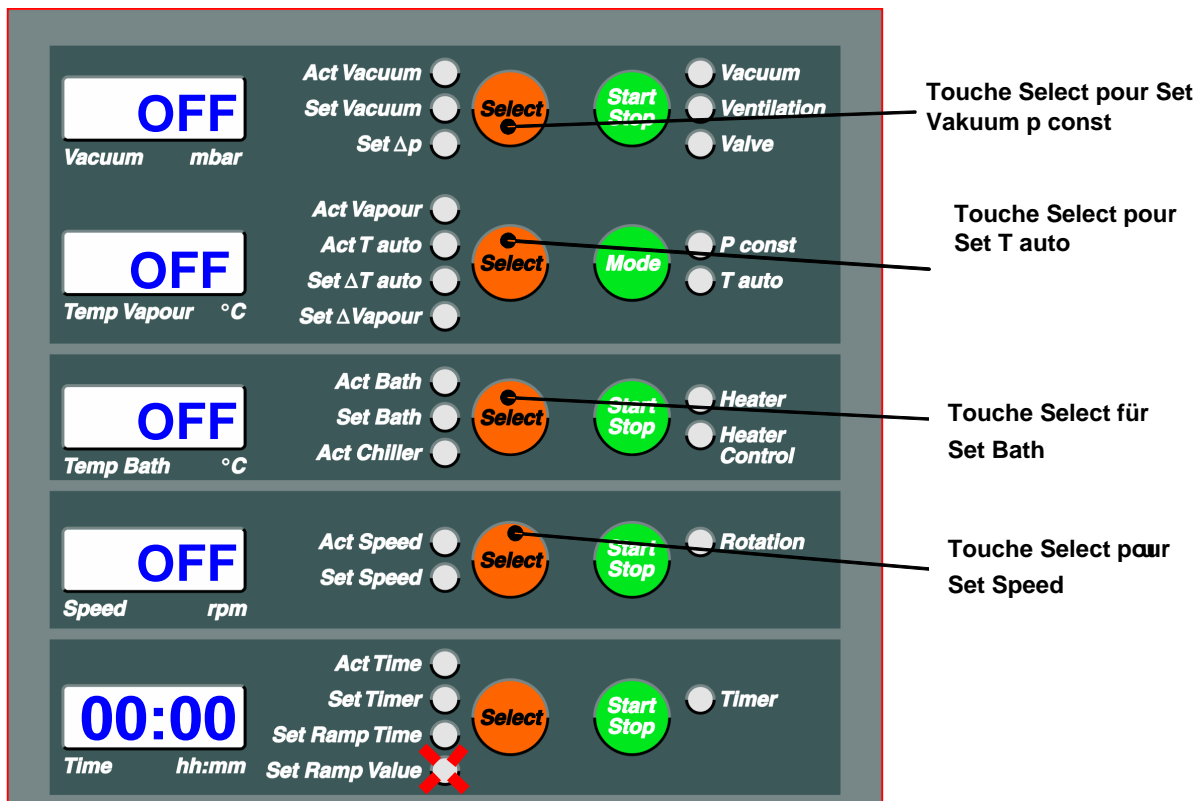 Act Vacuum
Set Vacuum
Set Δp
OFF
Vacuum mbar
Select
Start
Stop
Vacuum
Ventilation
Valve
Touche Select pour Set
Vakuum p const
Act Vapour
Act T auto
Set ΔT auto
Set ΔVapour
OFF
Temp Vapour °C
Select
Mode
P const
T auto
Touche Select pour
Set T auto
Act Bath
Set Bath
Act Chiller
OFF
Temp Bath °C
Select
Start
Stop
Heater
Heater
Control
Touche Select für
Set Bath
Act Speed
Set Speed
OFF
Speed rpm
Select
Start
Stop
Rotation
Touche Select pour
Set Speed
Act Time
Set Timer
Set Ramp Time
Set Ramp Value
00:00
Time hh:mm
Select
Start
Stop
Timer